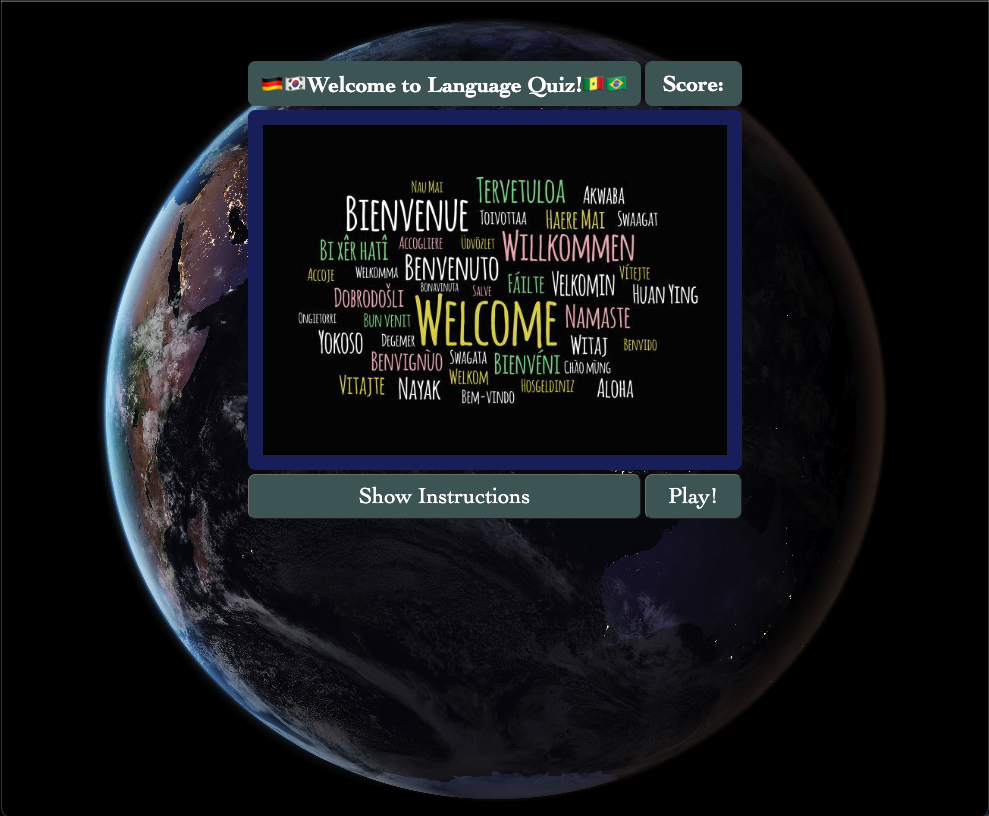 🇩🇪🇰🇷Welcome to Language Quiz!🇸🇳🇧🇷 Score:
Nau Mai Tervetuloa Akwaba
Bienvenue Toivottaa Haere Mai Swaagat
Bi xêr hatî Accogliere Üdvözlet Willkommen
Accoje Welkomma Benvenuto Fáilte Velkomin Vítejte
Dobrodošli Bonavinuta Salve Huan Ying
Ongietorri Bun venit Welcome Namaste
Yokoso Degemer Witaj Benvido
Benvignùo Swagata Bienvéni Chào mừng
Vitajte Nayak Welkom Hosgeldiniz Aloha
Bem-vindo
Show Instructions Play!